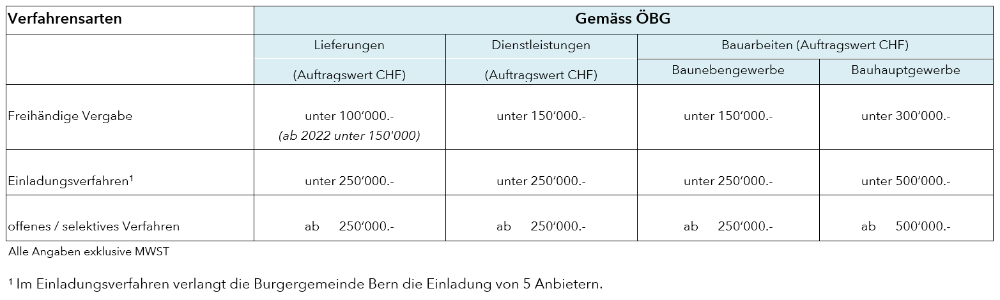 Verfahrensarten Gemäss ÖBG
Lieferungen Dienstleistungen Bauarbeiten (Auftragswert CHF)
(Auftragswert CHF) (Auftragswert CHF) Baunebengewerbe Bauhauptgewerbe
Freihändige Vergabe unter 100‘000.- unter 150‘000.- unter 150‘000.- unter 300‘000.-
(ab 2022 unter 150'000)
Einladungsverfahren¹ unter 250‘000.- unter 250‘000.- unter 250‘000.- unter 500‘000.-
offenes / selektives Verfahren ab 250‘000.- ab 250‘000.- ab 250‘000.- ab 500‘000.-
Alle Angaben exklusive MWST
¹ Im Einladungsverfahren verlangt die Burgergemeinde Bern die Einladung von 5 Anbietern.